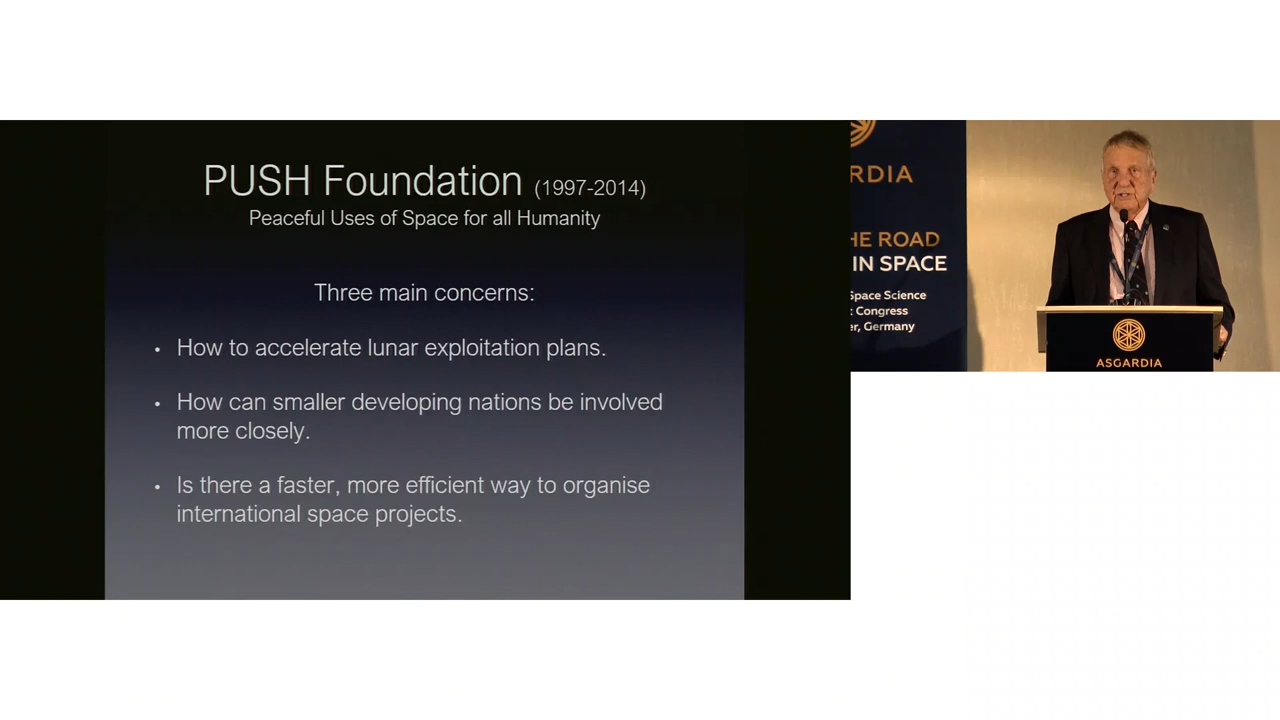 PUSH Foundation (1997-2014)
Peaceful Uses of Space for all Humanity
Three main concerns:
• How to accelerate lunar exploitation plans.
• How can smaller developing nations be involved
more closely.
• Is there a faster, more efficient way to organise
international space projects.
RDIA
HE ROAD
IN SPACE
Space Science
Congress
er, Germany
ASGARDIA